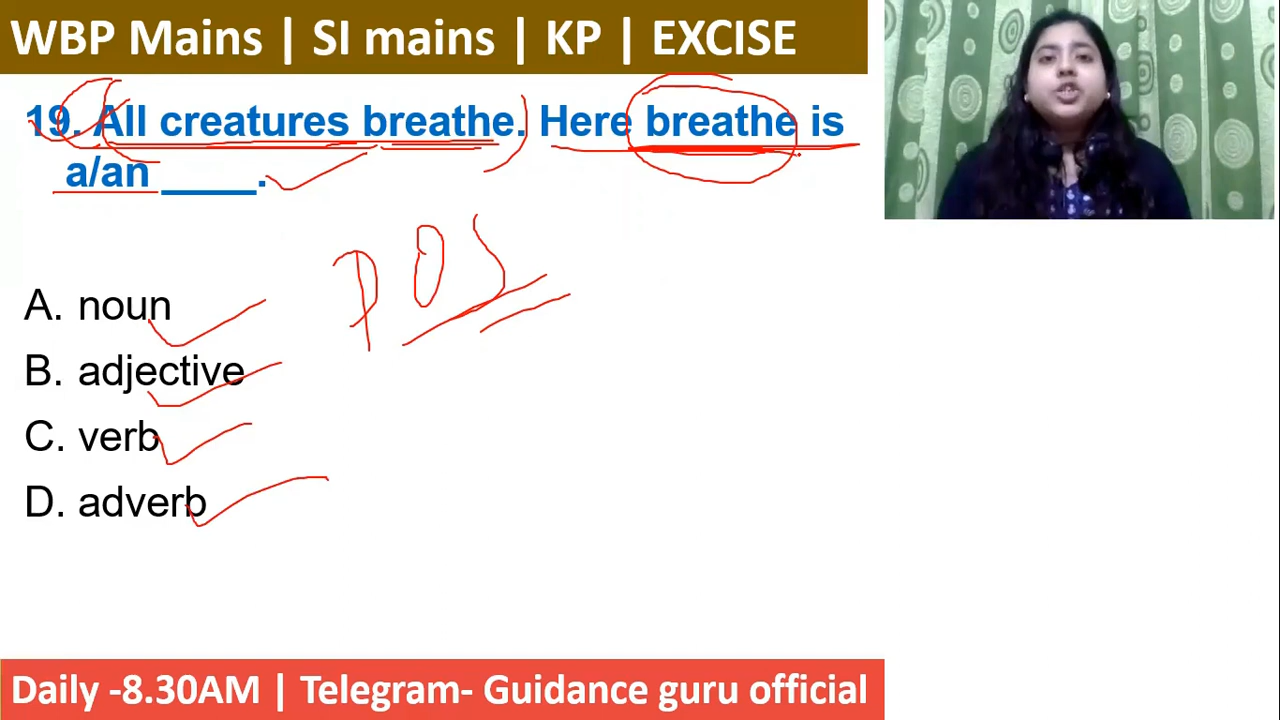 WBP Mains | SI mains | KP | EXCISE
19. All creatures breathe. Here breathe is
a/an ____.
POS
A. noun
B. adjective
C. verb
D. adverb
Daily -8.30AM | Telegram- Guidance guru official